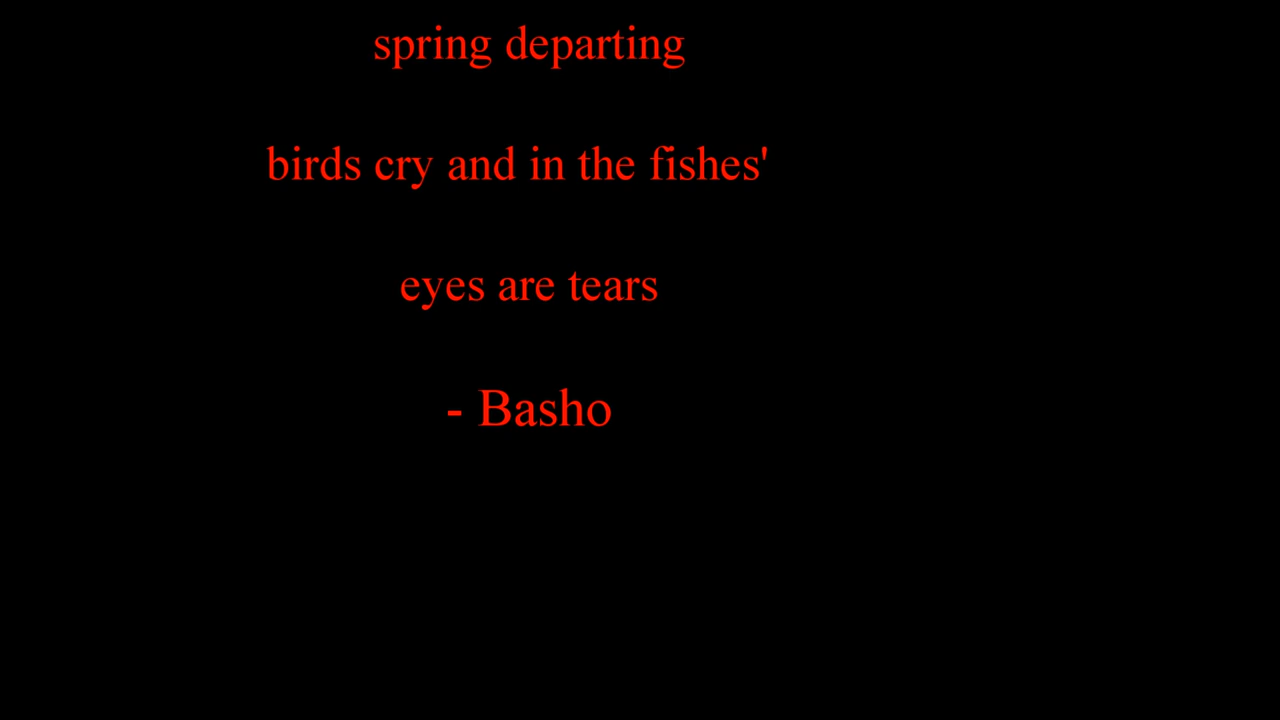 spring departing
birds cry and in the fishes'
eyes are tears
- Basho